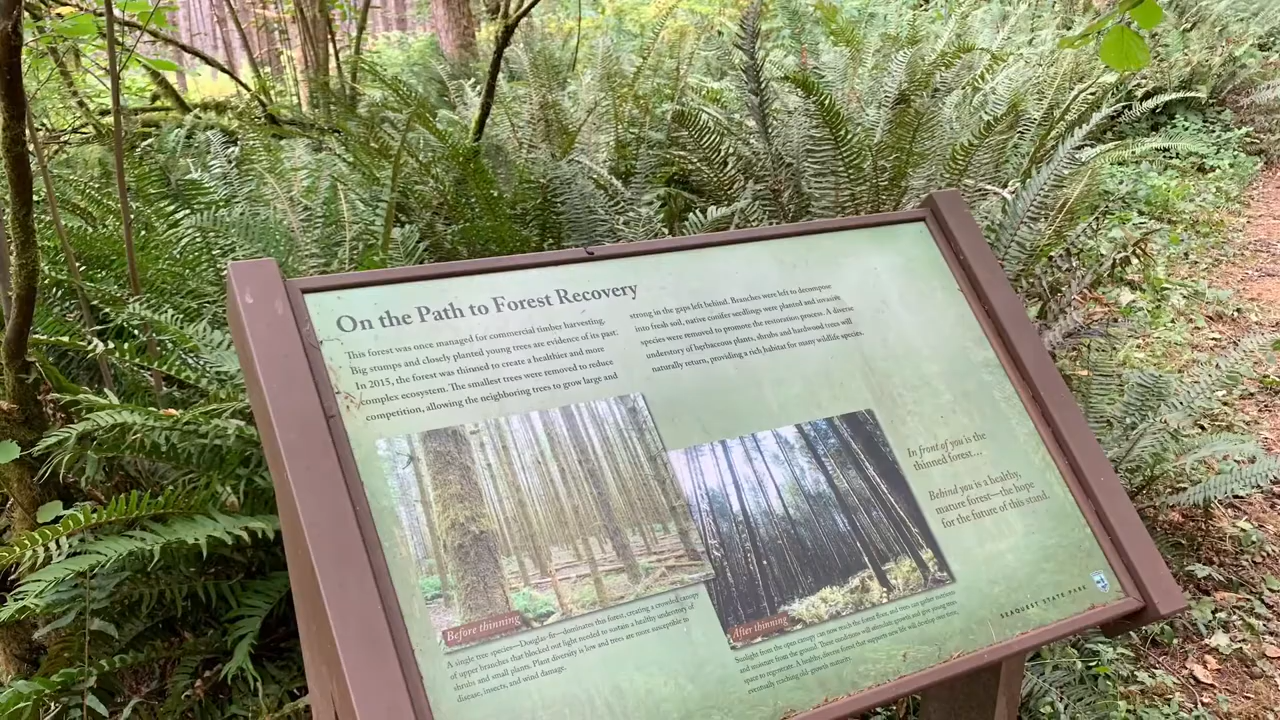 On the Path to Forest Recovery
This forest was once managed for commercial timber harvesting.
Big stumps and closely planted young trees are evidence of its past.
In 2015, the forest was thinned to create a healthier and more
complex ecosystem. The smallest trees were removed to reduce
competition, allowing the neighboring trees to grow large and
strong in the gaps left behind. Branches were left to decompose
into fresh soil, native conifer seedlings were planted and invasive
species were removed to promote the restoration process. A diverse
understory of herbaceous plants, shrubs and hardwood trees will
naturally return, providing a rich habitat for many wildlife species.
Before thinning
A single tree species—Douglas-fir—dominates this forest, creating a crowded canopy
of upper branches that blocked out light needed to sustain a healthy understory of
shrubs and small plants. Plant diversity is low and trees are more susceptible to
disease, insects, and wind damage.
After thinning
Sunlight from the open canopy can now reach the forest floor, and trees can gather nutrients
and moisture from the ground. These conditions will stimulate growth and give young trees
space to regenerate. A healthy, diverse forest that supports new life will develop over time,
eventually reaching old-growth maturity.
In front of you is the
thinned forest…
Behind you is a healthy,
mature forest—the hope
for the future of this stand.
SEAQUEST STATE PARK